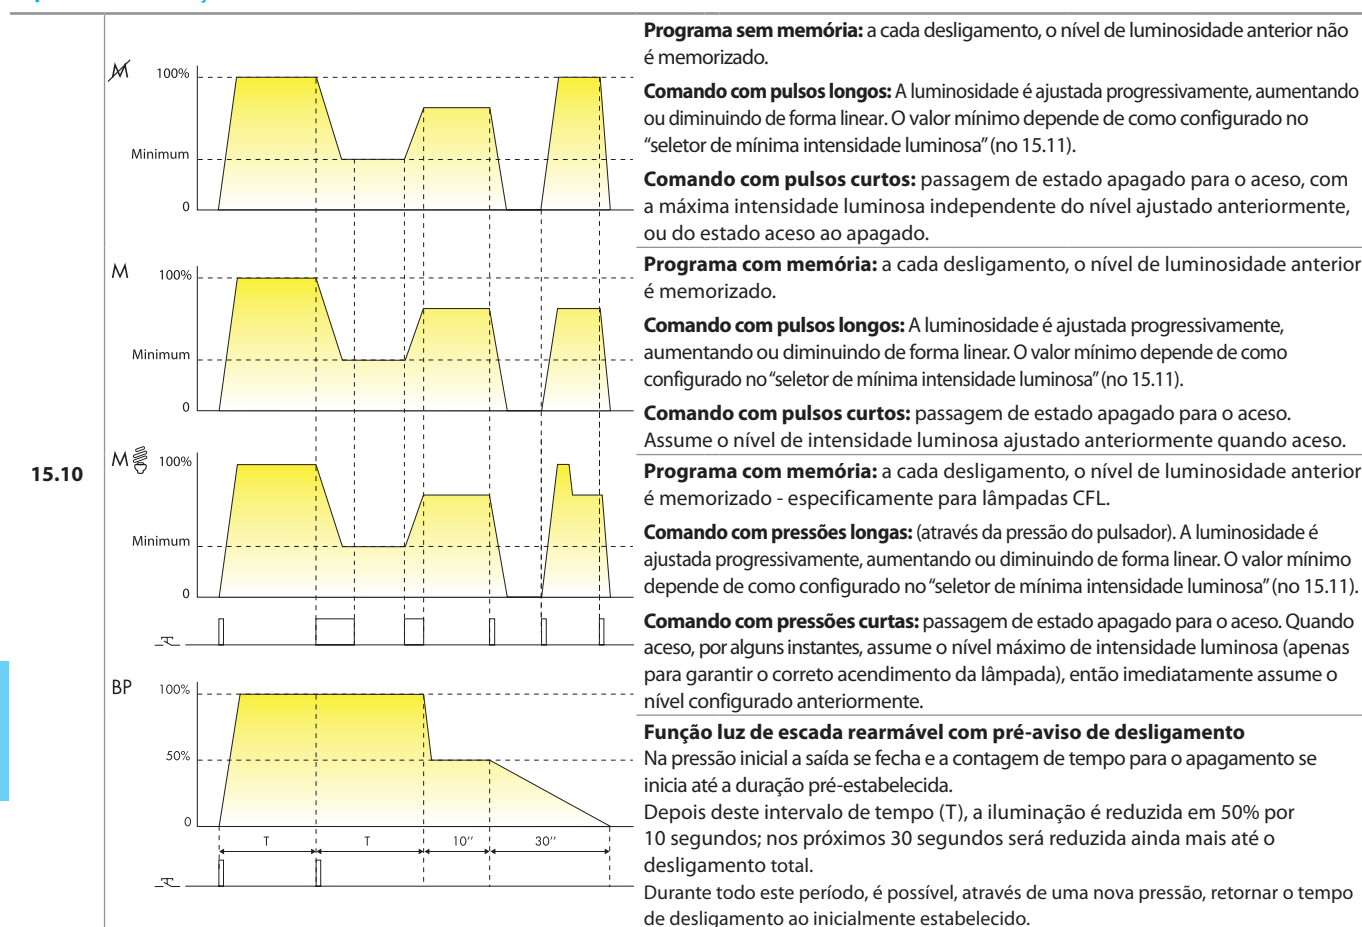 Programa sem memória: a cada desligamento, o nível de luminosidade anterior não
é memorizado.
M 100%
Comando com pulsos longos: A luminosidade é ajustada progressivamente, aumentando
ou diminuindo de forma linear. O valor mínimo depende de como configurado no
“seletor de mínima intensidade luminosa” (no 15.11).
Minimum
Comando com pulsos curtos: passagem de estado apagado para o aceso, com
a máxima intensidade luminosa independente do nível ajustado anteriormente,
ou do estado aceso ao apagado.
0
Programa com memória: a cada desligamento, o nível de luminosidade anterior
é memorizado.
M 100%
Comando com pulsos longos: A luminosidade é ajustada progressivamente,
aumentando ou diminuindo de forma linear. O valor mínimo depende de como
configurado no “seletor de mínima intensidade luminosa” (no 15.11).
Minimum
Comando com pulsos curtos: passagem de estado apagado para o aceso.
Assume o nível de intensidade luminosa ajustado anteriormente quando aceso.
0
15.10
M 100%
Programa com memória: a cada desligamento, o nível de luminosidade anterior
é memorizado - especificamente para lâmpadas CFL.
Comando com pressões longas: (através da pressão do pulsador). A luminosidade é
ajustada progressivamente, aumentando ou diminuindo de forma linear. O valor mínimo
depende de como configurado no “seletor de mínima intensidade luminosa” (no 15.11).
Minimum
0
Comando com pressões curtas: passagem de estado apagado para o aceso. Quando
aceso, por alguns instantes, assume o nível máximo de intensidade luminosa (apenas
para garantir o correto acendimento da lâmpada), então imediatamente assume o
nível configurado anteriormente.
BP 100%
50%
0
Função luz de escada rearmável com pré-aviso de desligamento
Na pressão inicial a saída se fecha e a contagem de tempo para o apagamento se
inicia até a duração pré-estabelecida.
Depois deste intervalo de tempo (T), a iluminação é reduzida em 50% por
10 segundos; nos próximos 30 segundos será reduzida ainda mais até o
desligamento total.
Durante todo este período, é possível, através de uma nova pressão, retornar o tempo
de desligamento ao inicialmente estabelecido.
T T 10’’ 30’’